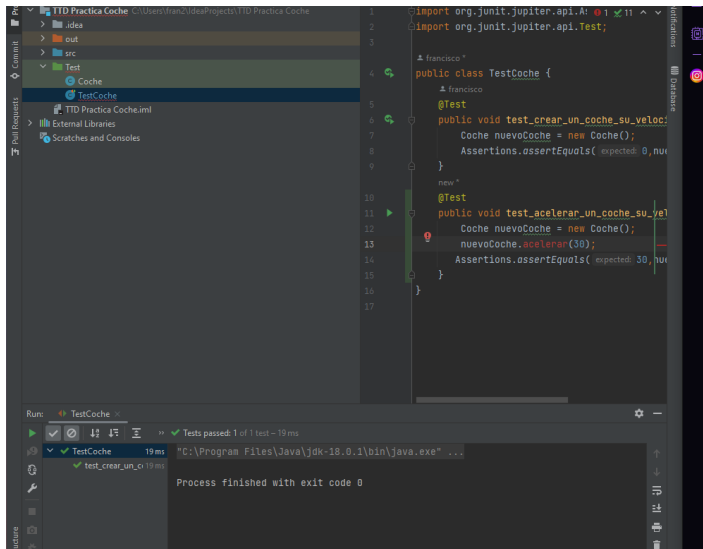 TTD Practica Coche C:\Users\fran2\IdeaProjects\TTD Practica Coche
.idea
out
src
Test
Coche
TestCoche
TTD Practica Coche.iml
External Libraries
Scratches and Consoles
Commit
Pull Requests
1 import org.junit.jupiter.api.As 1 11
2 import org.junit.jupiter.api.Test;
3
francisco *
4 public class TestCoche {
francisco
5 @Test
6 public void test_crear_un_coche_su_veloci
7 Coche nuevoCoche = new Coche();
8 Assertions.assertEquals( expected: 0,nue
9 }
new *
10 @Test
11 public void test_acelerar_un_coche_su_vel
12 Coche nuevoCoche = new Coche();
13 nuevoCoche.acelerar(30);
14 Assertions.assertEquals( expected: 30,nue
15 }
16 }
17
Notifications
Database
Run: TestCoche
Tests passed: 1 of 1 test – 19 ms
TestCoche 19 ms
test_crear_un_c 19 ms
"C:\Program Files\Java\jdk-18.0.1\bin\java.exe" ...
Process finished with exit code 0